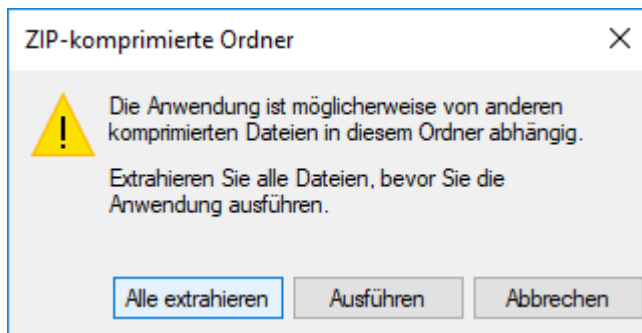 ZIP-komprimierte Ordner
Die Anwendung ist möglicherweise von anderen
komprimierten Dateien in diesem Ordner abhängig.
Extrahieren Sie alle Dateien, bevor Sie die
Anwendung ausführen.
Alle extrahieren
Ausführen
Abbrechen